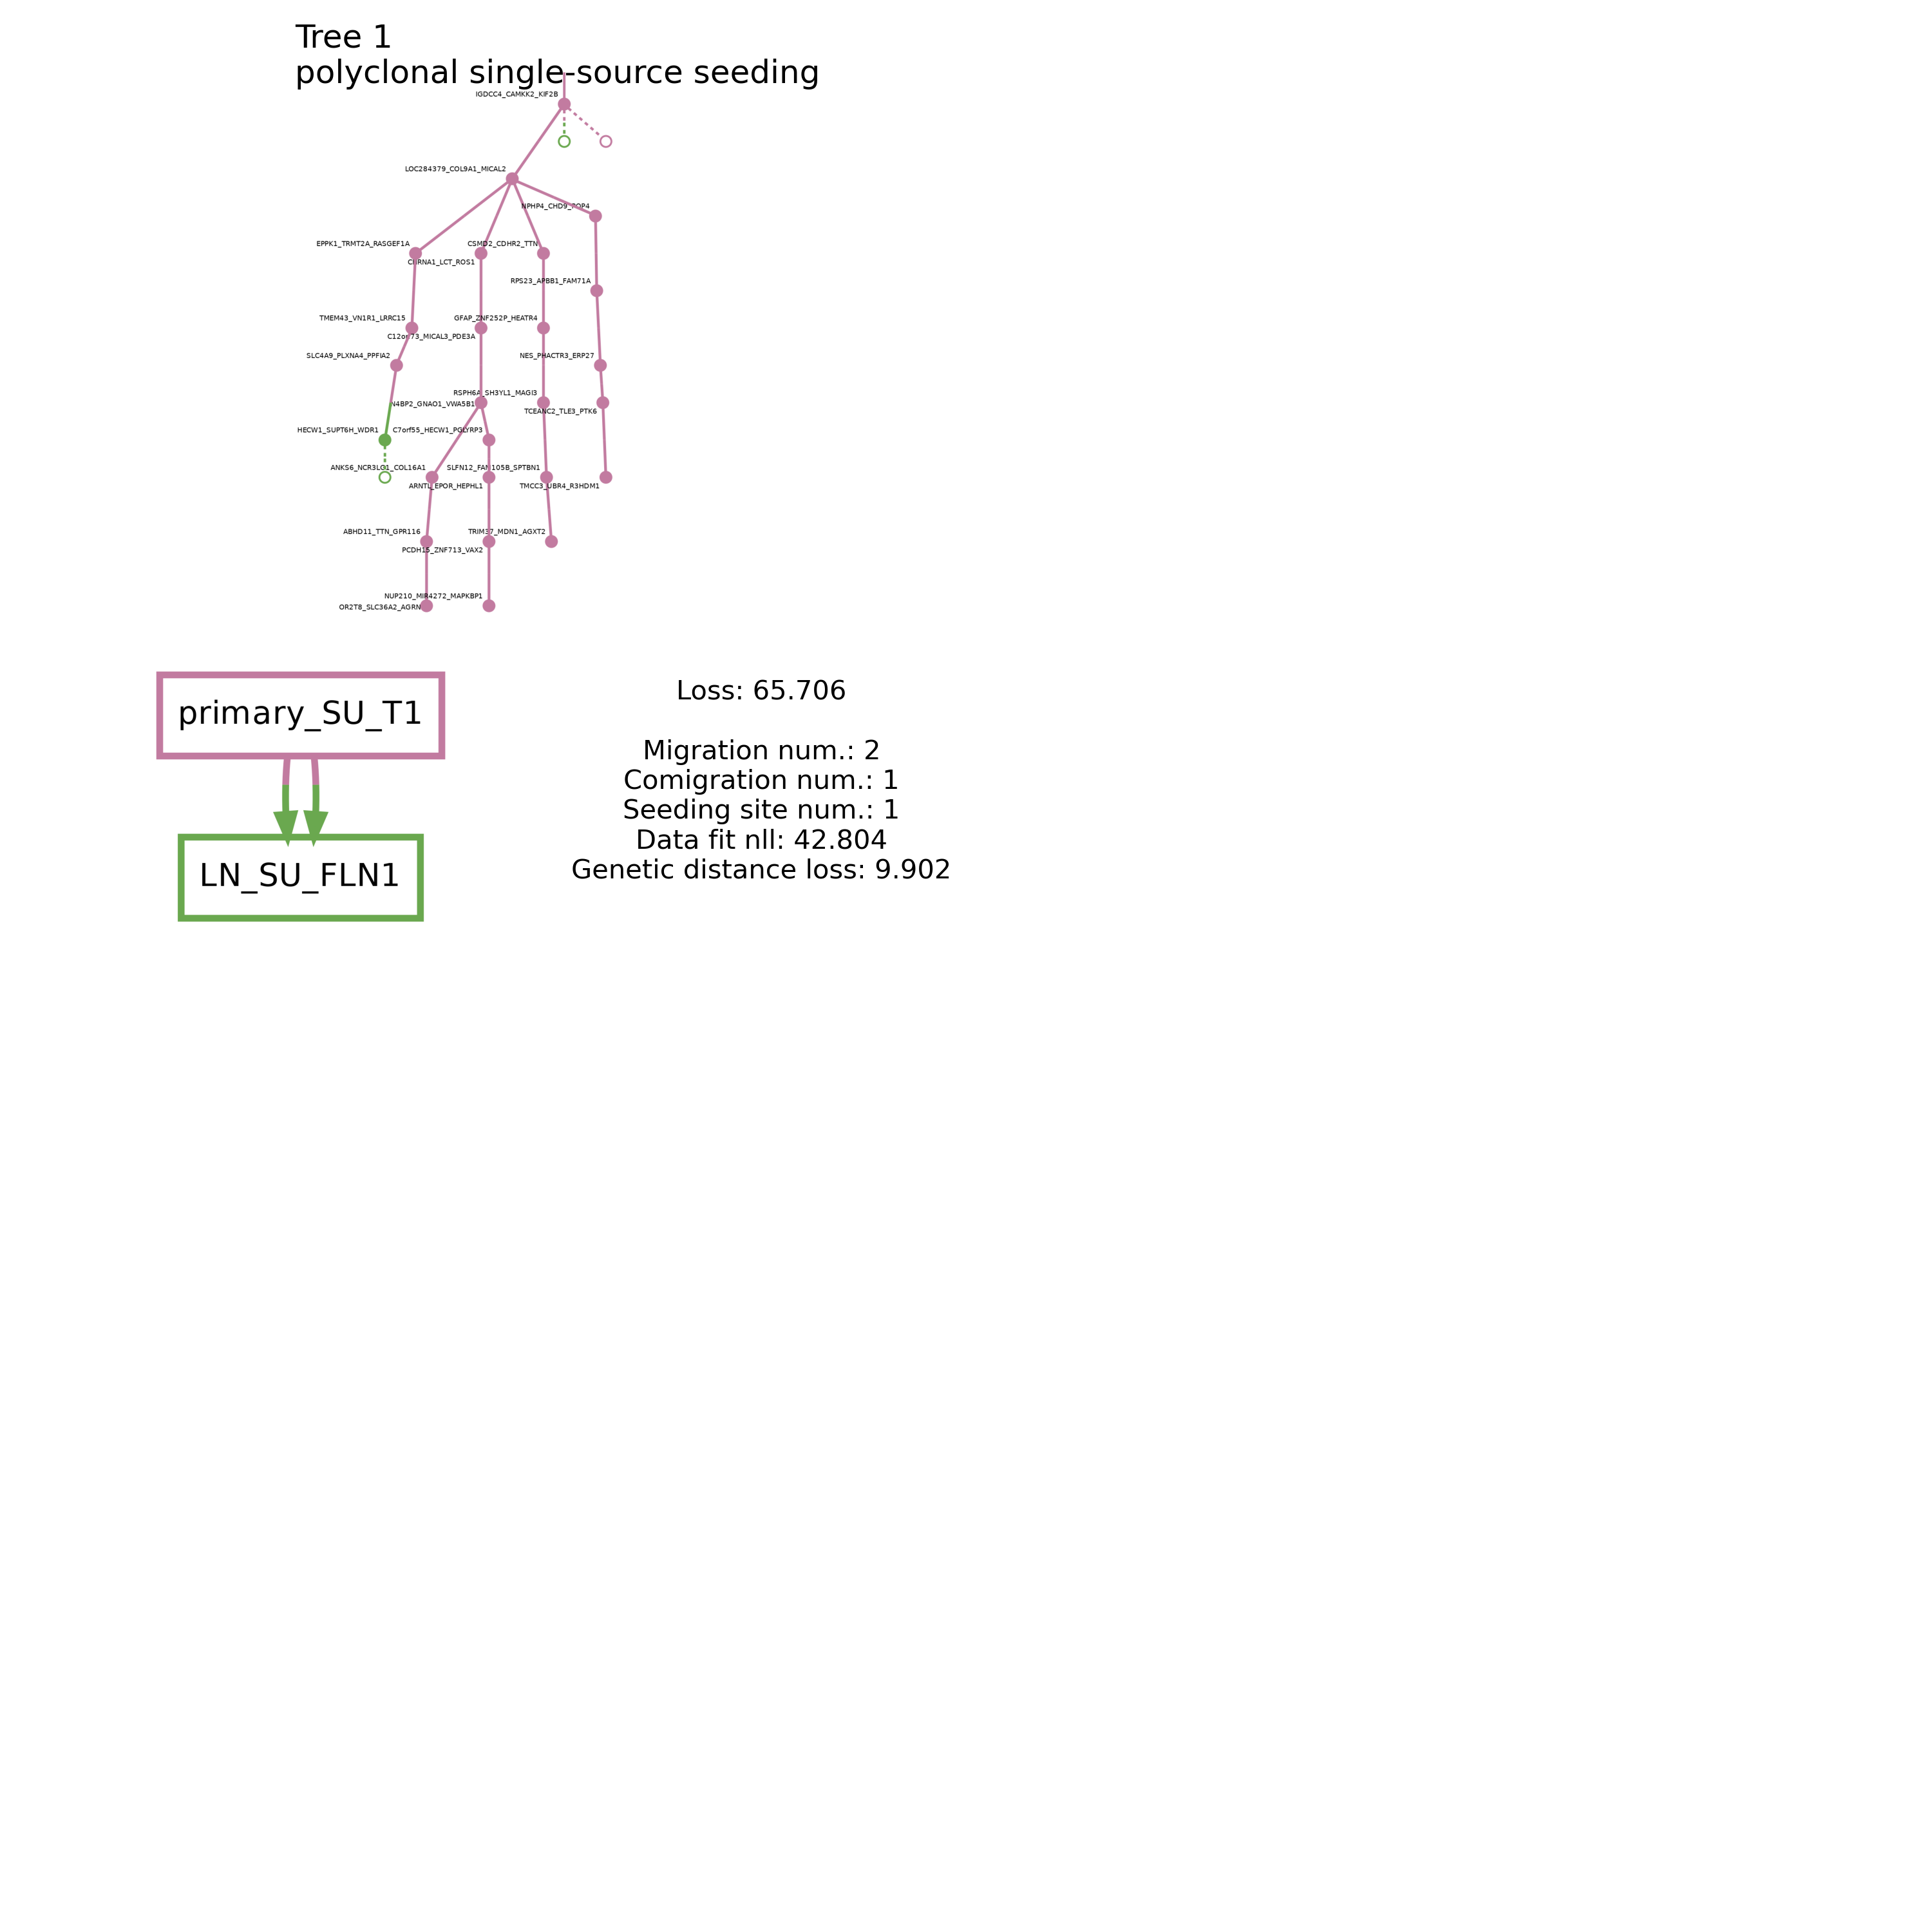 Tree 1
polyclonal single-source seeding
IGDCC4_CAMKK2_KIF2B
LOC284379_COL9A1_MICAL2
NPHP4_CHD9_POP4
EPPK1_TRMT2A_RASGEF1A
CSMD2_CDHR2_TTN
CHRNA1_LCT_ROS1
RPS23_APBB1_FAM71A
TMEM43_VN1R1_LRRC15
GFAP_ZNF252P_HEATR4
C12orf73_MICAL3_PDE3A
SLC4A9_PLXNA4_PPFIA2
NES_PHACTR3_ERP27
RSPH6A_SH3YL1_MAGI3
N4BP2_GNAO1_VWA5B1
TCEANC2_TLE3_PTK6
HECW1_SUPT6H_WDR1
C7orf55_HECW1_PGLYRP3
ANKS6_NCR3LG1_COL16A1
SLFN12_FAM105B_SPTBN1
ARNTL_EPOR_HEPHL1
TMCC3_UBR4_R3HDM1
ABHD11_TTN_GPR116
TRIM37_MDN1_AGXT2
PCDH15_ZNF713_VAX2
NUP210_MIR4272_MAPKBP1
OR2T8_SLC36A2_AGRN
primary_SU_T1
LN_SU_FLN1
Loss: 65.706
Migration num.: 2
Comigration num.: 1
Seeding site num.: 1
Data fit nll: 42.804
Genetic distance loss: 9.902